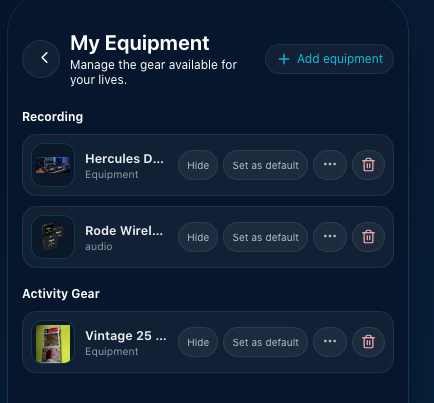 My Equipment
Manage the gear available for
your lives.
+ Add equipment
Recording
Hercules D...
Equipment
Hide
Set as default
...
Rode Wirel...
audio
Hide
Set as default
...
Activity Gear
Vintage 25 ...
Equipment
Hide
Set as default
...